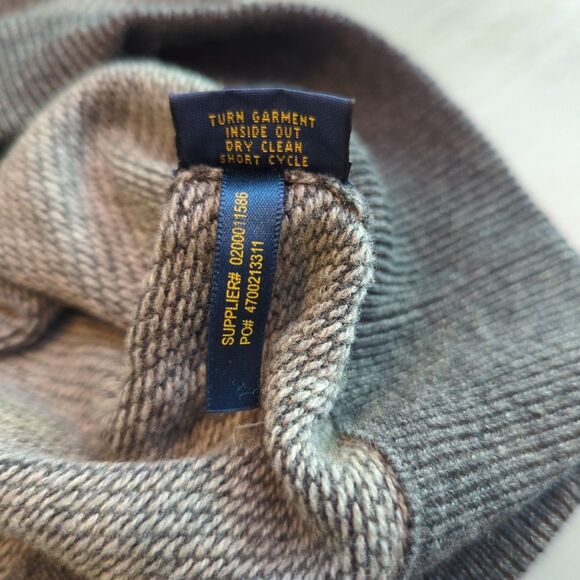 TURN GARMENT
INSIDE OUT
DRY CLEAN
SHORT CYCLE
SUPPLIER# 0200011586
PO# 4700213311